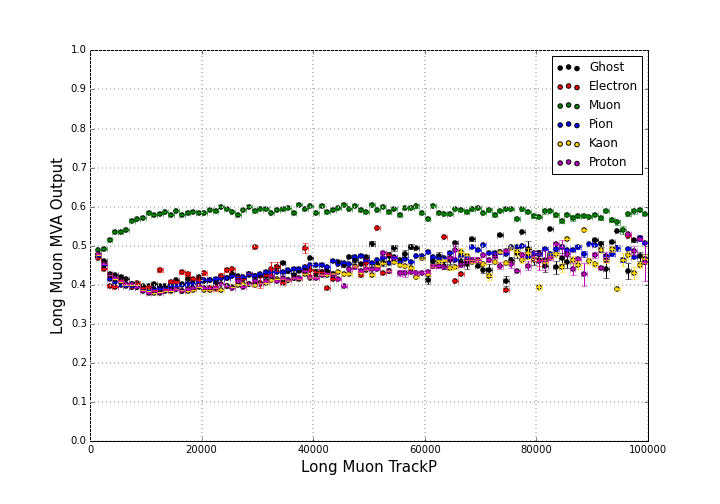 1.0
0.9
0.8
0.7
0.6
0.5
0.4
0.3
0.2
0.1
0.0
Long Muon MVA Output
Ghost
Electron
Muon
Pion
Kaon
Proton
0
20000
40000
60000
80000
100000
Long Muon TrackP